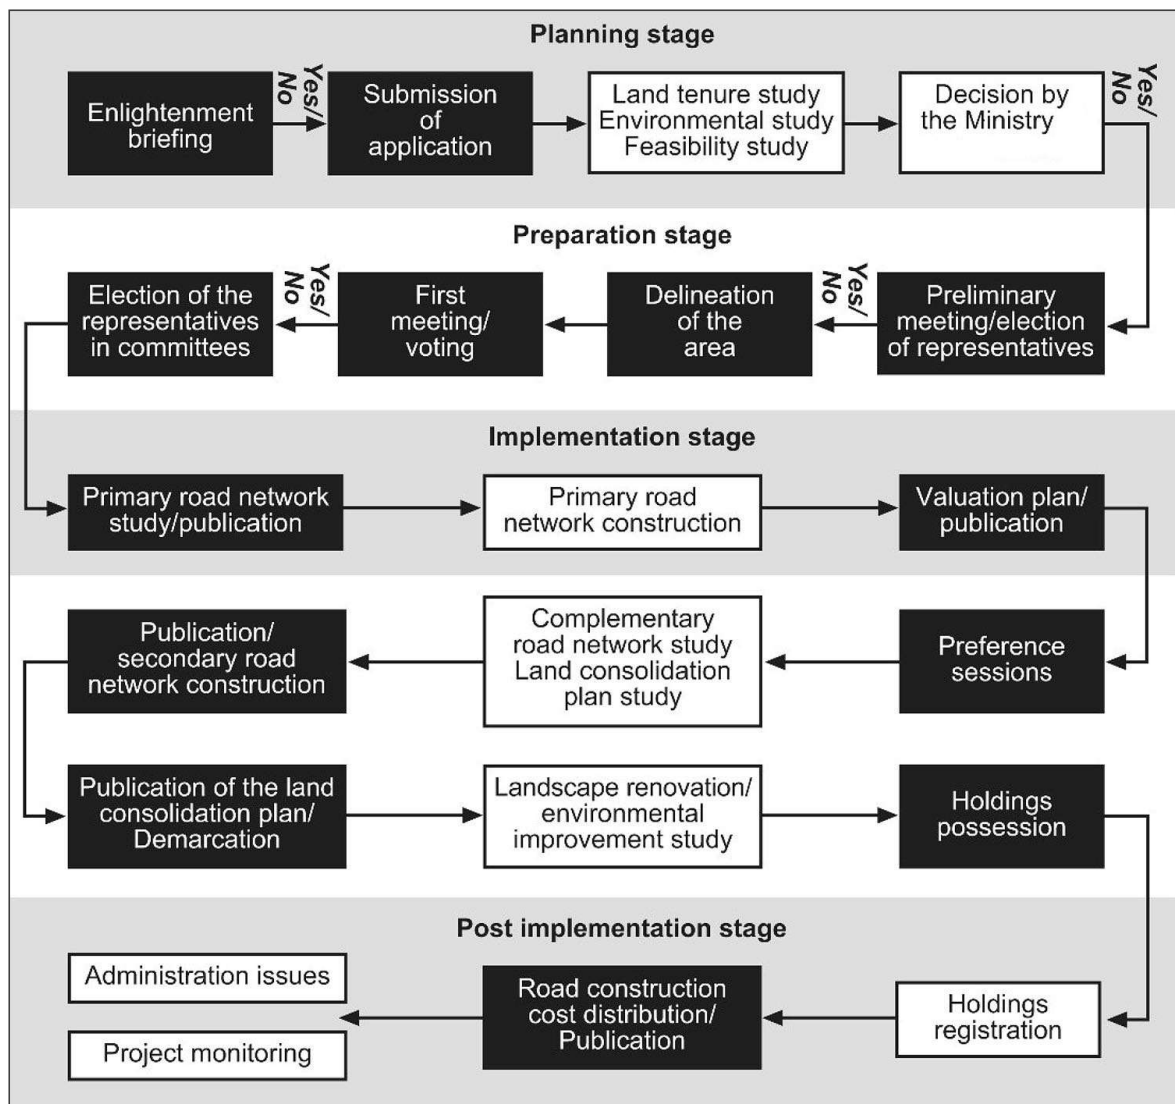 Planning stage
Enlightenment
briefing
Yes/
No
Submission
of
application
Land tenure study
Environmental study
Feasibility study
Decision by
the Ministry
Yes/
No
Preparation stage
Preliminary
meeting/election
of representatives
Yes/
No
Delineation
of the
area
First
meeting/
voting
Yes/
No
Election of the
representatives
in committees
Implementation stage
Primary road network
study/publication
Primary road
network construction
Valuation plan/
publication
Preference
sessions
Complementary
road network study
Land consolidation
plan study
Publication/
secondary road
network construction
Publication of the land
consolidation plan/
Demarcation
Landscape renovation/
environmental
improvement study
Holdings
possession
Post implementation stage
Holdings
registration
Road construction
cost distribution/
Publication
Administration issues
Project monitoring